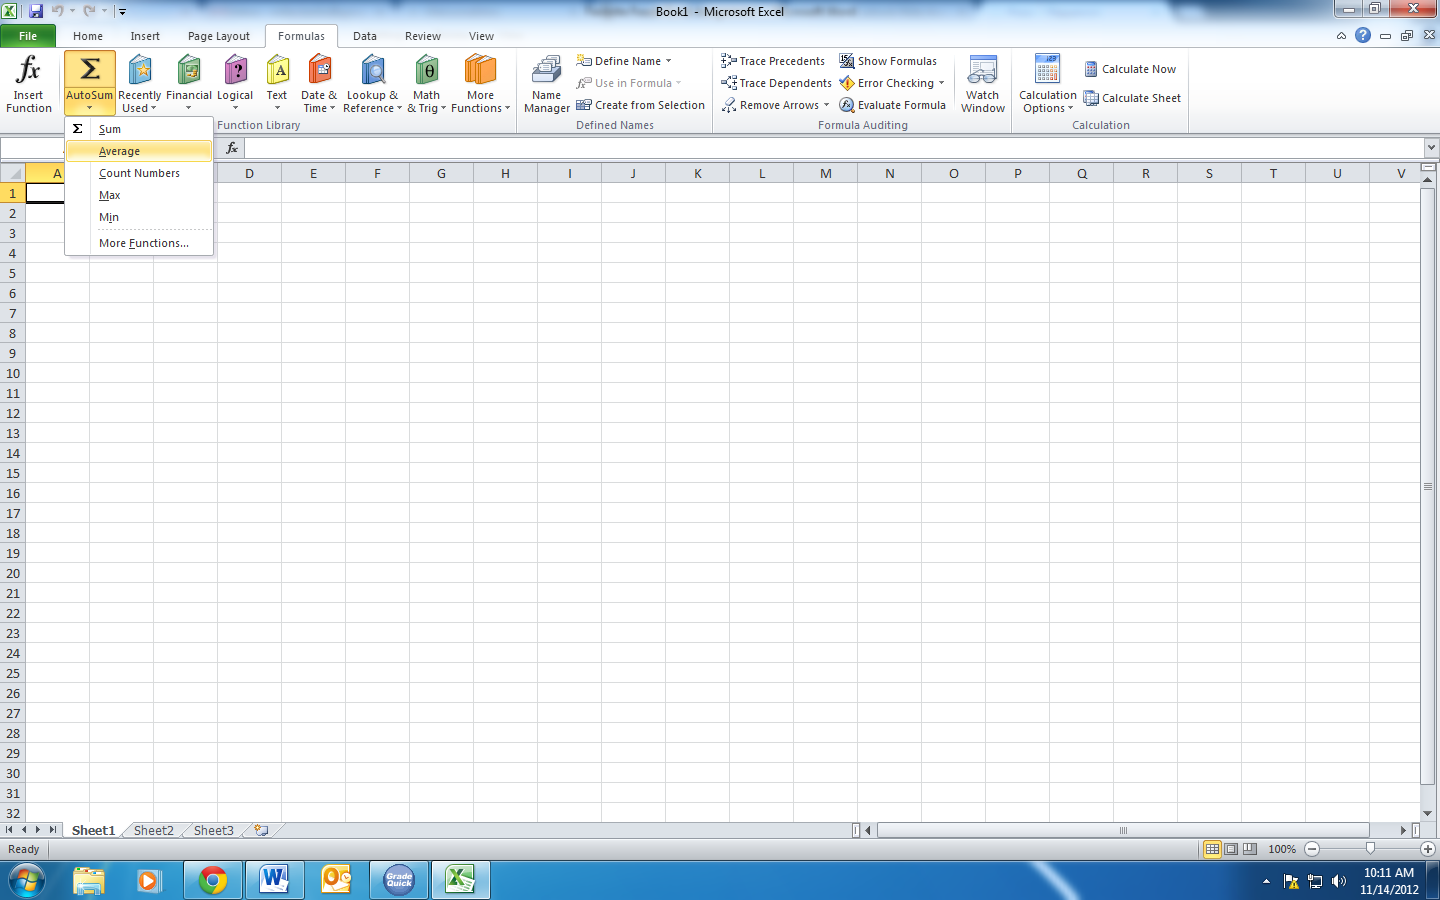 Book1 - Microsoft Excel
File Home Insert Page Layout Formulas Data Review View
Insert Function
AutoSum
Recently Used
Financial
Logical
Text
Date & Time
Lookup & Reference
Math & Trig
More Functions
Function Library
Name Manager
Define Name
Use in Formula
Create from Selection
Defined Names
Trace Precedents
Trace Dependents
Remove Arrows
Show Formulas
Error Checking
Evaluate Formula
Formula Auditing
Watch Window
Calculation Options
Calculate Now
Calculate Sheet
Calculation
Σ Sum
Average
Count Numbers
Max
Min
More Functions...
fx
A D E F G H I J K L M N O P Q R S T U V
1
2
3
4
5
6
7
8
9
10
11
12
13
14
15
16
17
18
19
20
21
22
23
24
25
26
27
28
29
30
31
32
Sheet1 Sheet2 Sheet3
Ready
100%
Grade Quick
10:11 AM
11/14/2012